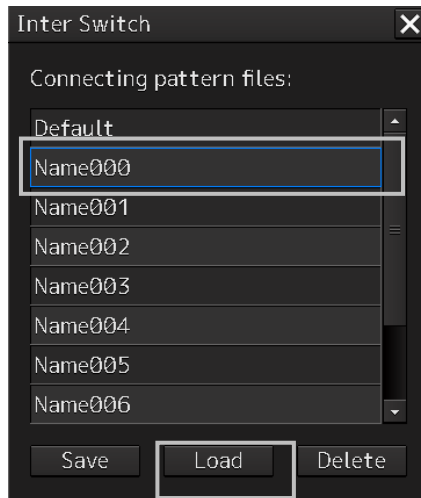 Inter Switch
Connecting pattern files:
Default
Name000
Name001
Name002
Name003
Name004
Name005
Name006
Save Load Delete